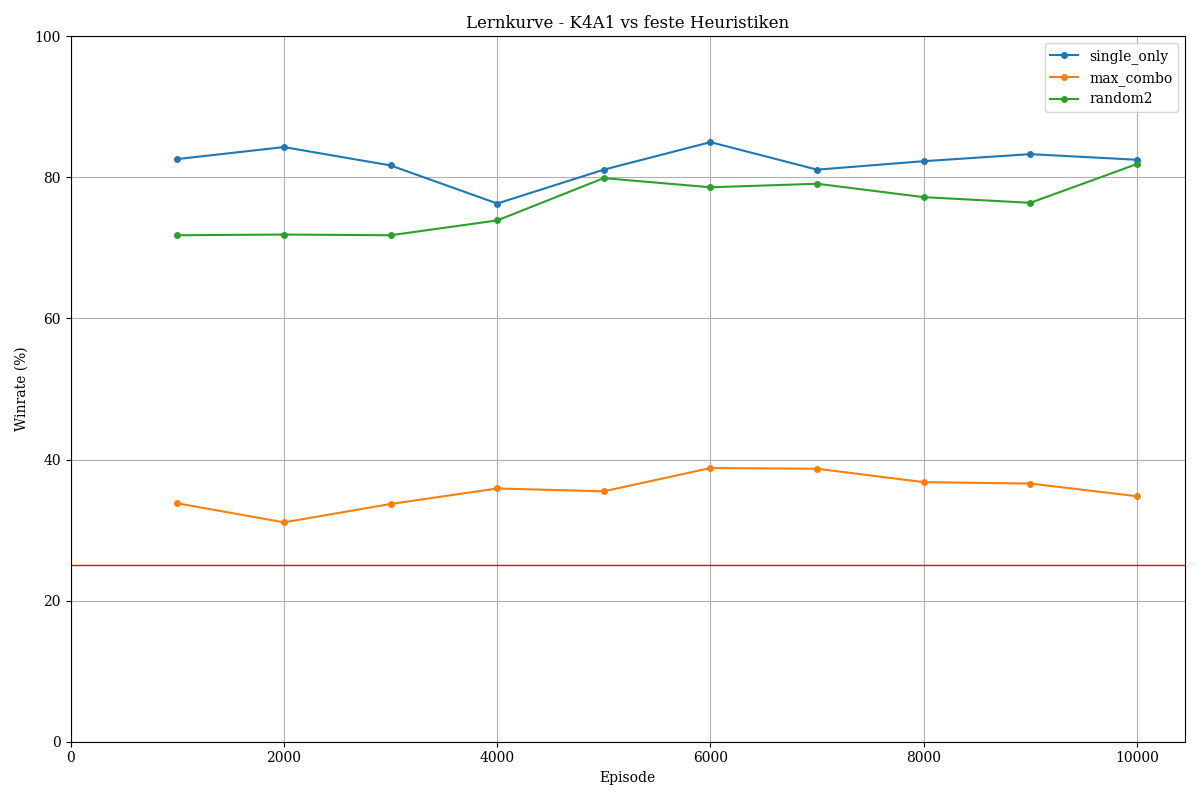 Lernkurve - K4A1 vs feste Heuristiken
100
80
60
40
20
0
Winrate (%)
single_only
max_combo
random2
0
2000
4000
6000
8000
10000
Episode